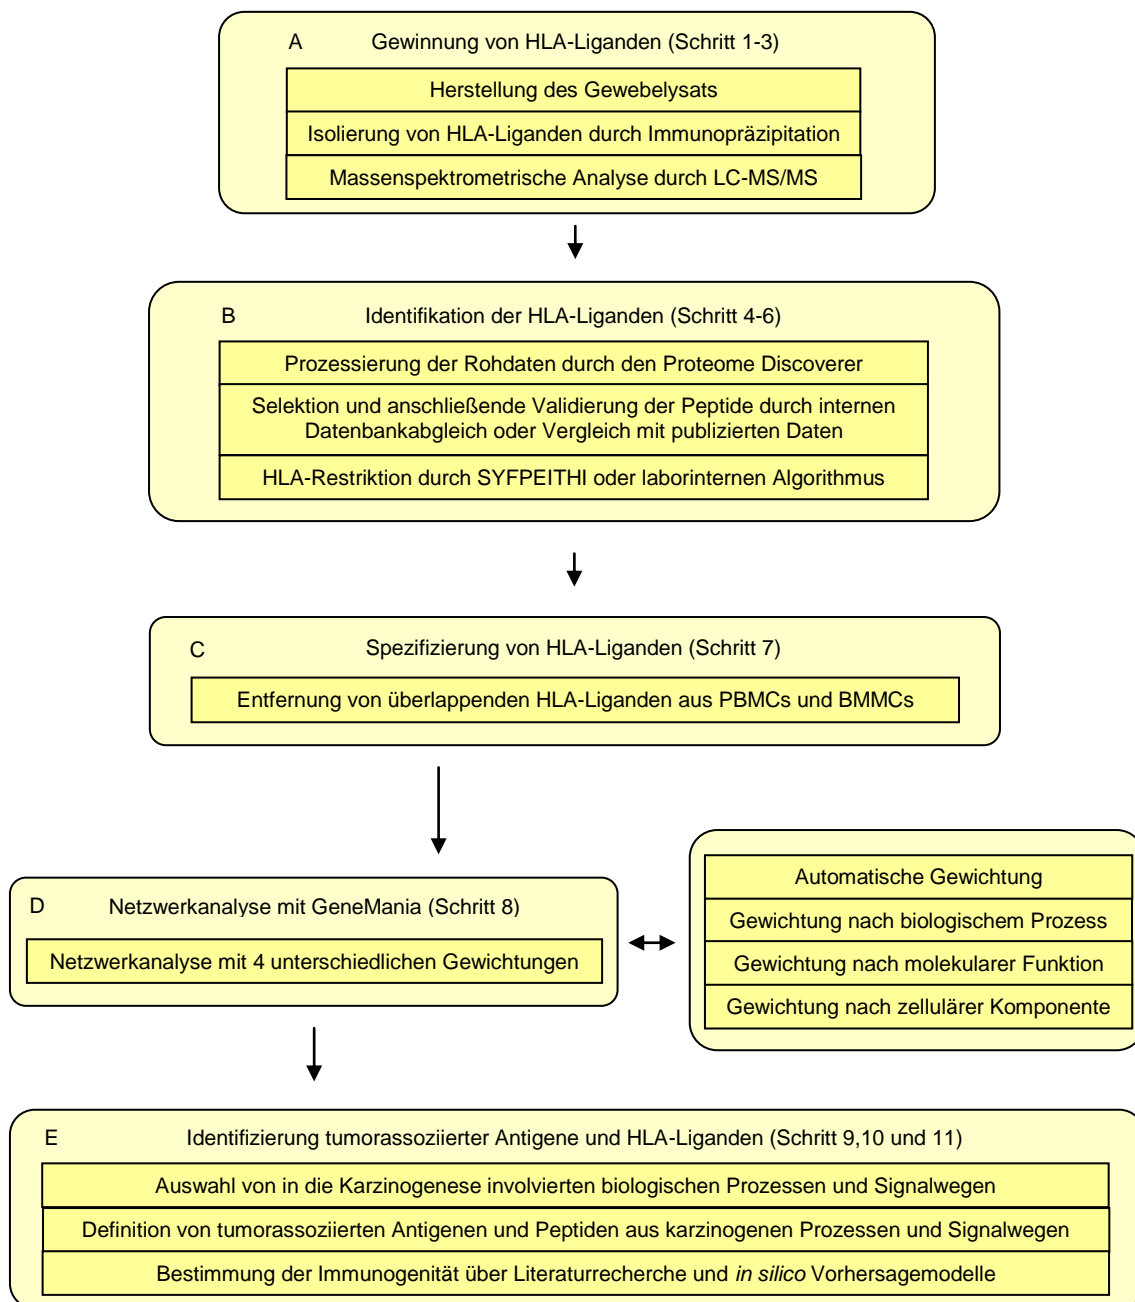 A Gewinnung von HLA-Liganden (Schritt 1-3)
Herstellung des Gewebelysats
Isolierung von HLA-Liganden durch Immunopräzipitation
Massenspektrometrische Analyse durch LC-MS/MS
B Identifikation der HLA-Liganden (Schritt 4-6)
Prozessierung der Rohdaten durch den Proteome Discoverer
Selektion und anschließende Validierung der Peptide durch internen
Datenbankabgleich oder Vergleich mit publizierten Daten
HLA-Restriktion durch SYFPEITHI oder laborinternen Algorithmus
C Spezifizierung von HLA-Liganden (Schritt 7)
Entfernung von überlappenden HLA-Liganden aus PBMCs und BMMCs
D Netzwerkanalyse mit GeneMania (Schritt 8)
Netzwerkanalyse mit 4 unterschiedlichen Gewichtungen
Automatische Gewichtung
Gewichtung nach biologischem Prozess
Gewichtung nach molekularer Funktion
Gewichtung nach zellulärer Komponente
E Identifizierung tumorassoziierter Antigene und HLA-Liganden (Schritt 9,10 und 11)
Auswahl von in die Karzinogenese involvierten biologischen Prozessen und Signalwegen
Definition von tumorassoziierten Antigenen und Peptiden aus karzinogenen Prozessen und Signalwegen
Bestimmung der Immunogenität über Literaturrecherche und in silico Vorhersagemodelle